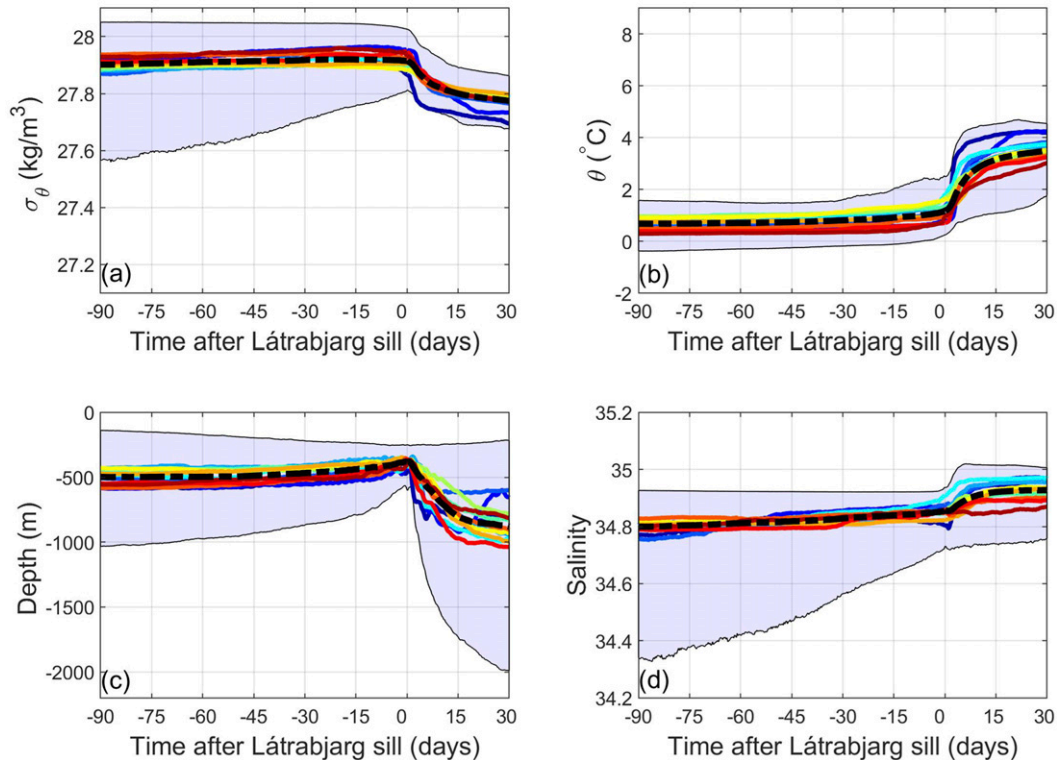 28
27.8
27.6
27.4
27.2
σθ (kg/m³)
(a)
-90 -75 -60 -45 -30 -15 0 15 30
Time after Látrabjarg sill (days)
8
6
4
2
0
-2
θ (°C)
(b)
-90 -75 -60 -45 -30 -15 0 15 30
Time after Látrabjarg sill (days)
0
-500
-1000
-1500
-2000
Depth (m)
(c)
-90 -75 -60 -45 -30 -15 0 15 30
Time after Látrabjarg sill (days)
35.2
35
34.8
34.6
34.4
34.2
Salinity
(d)
-90 -75 -60 -45 -30 -15 0 15 30
Time after Látrabjarg sill (days)